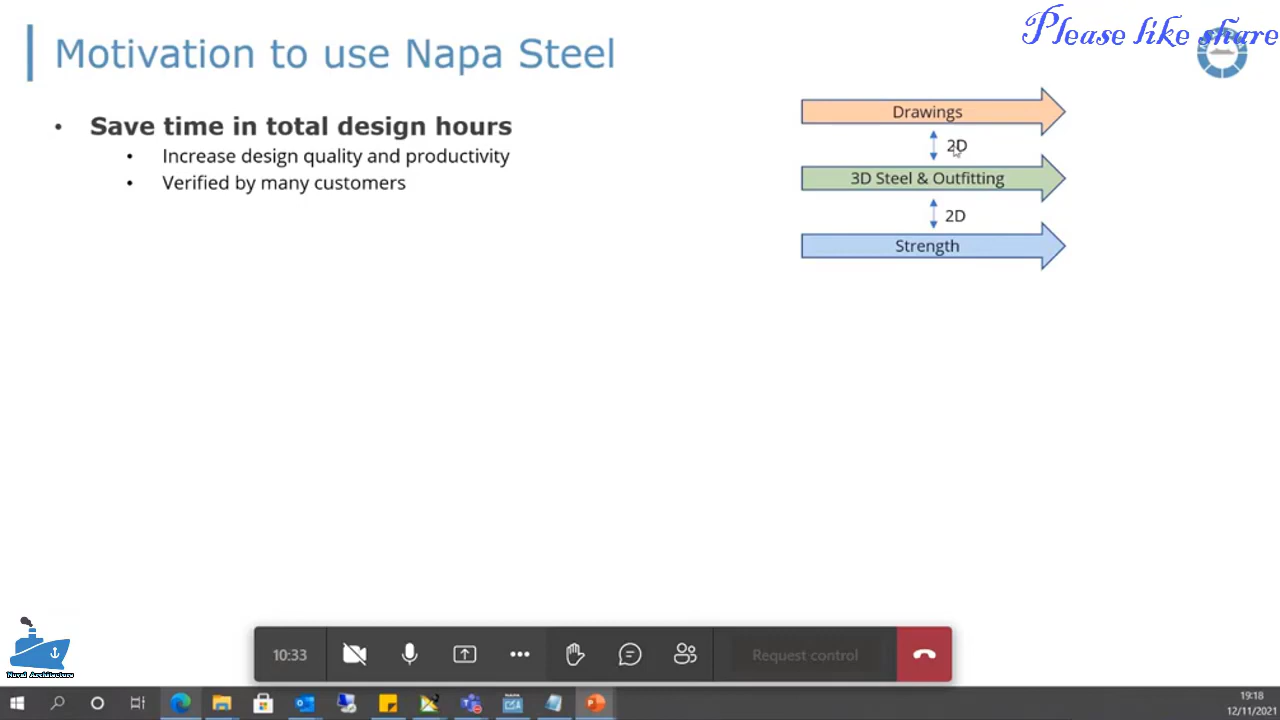 Please like share
Motivation to use Napa Steel
• Save time in total design hours
• Increase design quality and productivity
• Verified by many customers
Drawings
2D
3D Steel & Outfitting
2D
Strength
Naval Architecture
10:33
Request control
19:18
12/11/2021